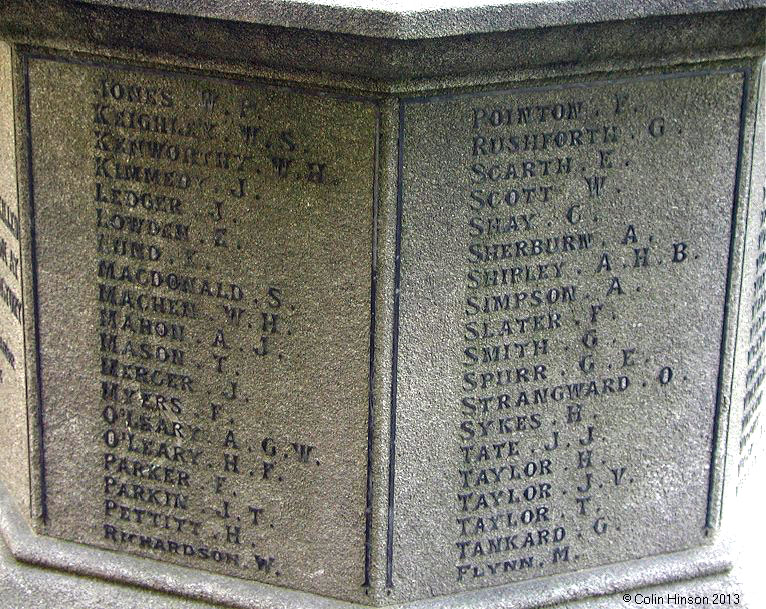 JONES . W. P.
KEIGHLEY . W. S.
KENWORTHY . W. H.
KIMMEDY . J.
LEDGER . J.
LOWDEN . E.
LUND .
MACDONALD . S.
MACHEN . W. H.
MAHON . A. J.
MASON . T.
MERCER . J.
MYERS . F.
O'LEARY . A. G. W.
O'LEARY . H. F.
PARKER . F.
PARKIN . J. T.
PETTITT . H.
RICHARDSON . W.
POINTON . F.
RUSHFORTH . G.
SCARTH . E.
SCOTT . W.
SHAY . C.
SHERBURN . A.
SHIPLEY . A. H. B.
SIMPSON . A.
SLATER . F.
SMITH . G.
SPURR . G. E.
STRANGWARD . O.
SYKES . H.
TATE . J. J.
TAYLOR . H.
TAYLOR . J. V.
TAYLOR . T.
TANKARD . G.
FLYNN . M.
© Colin Hinson 2013